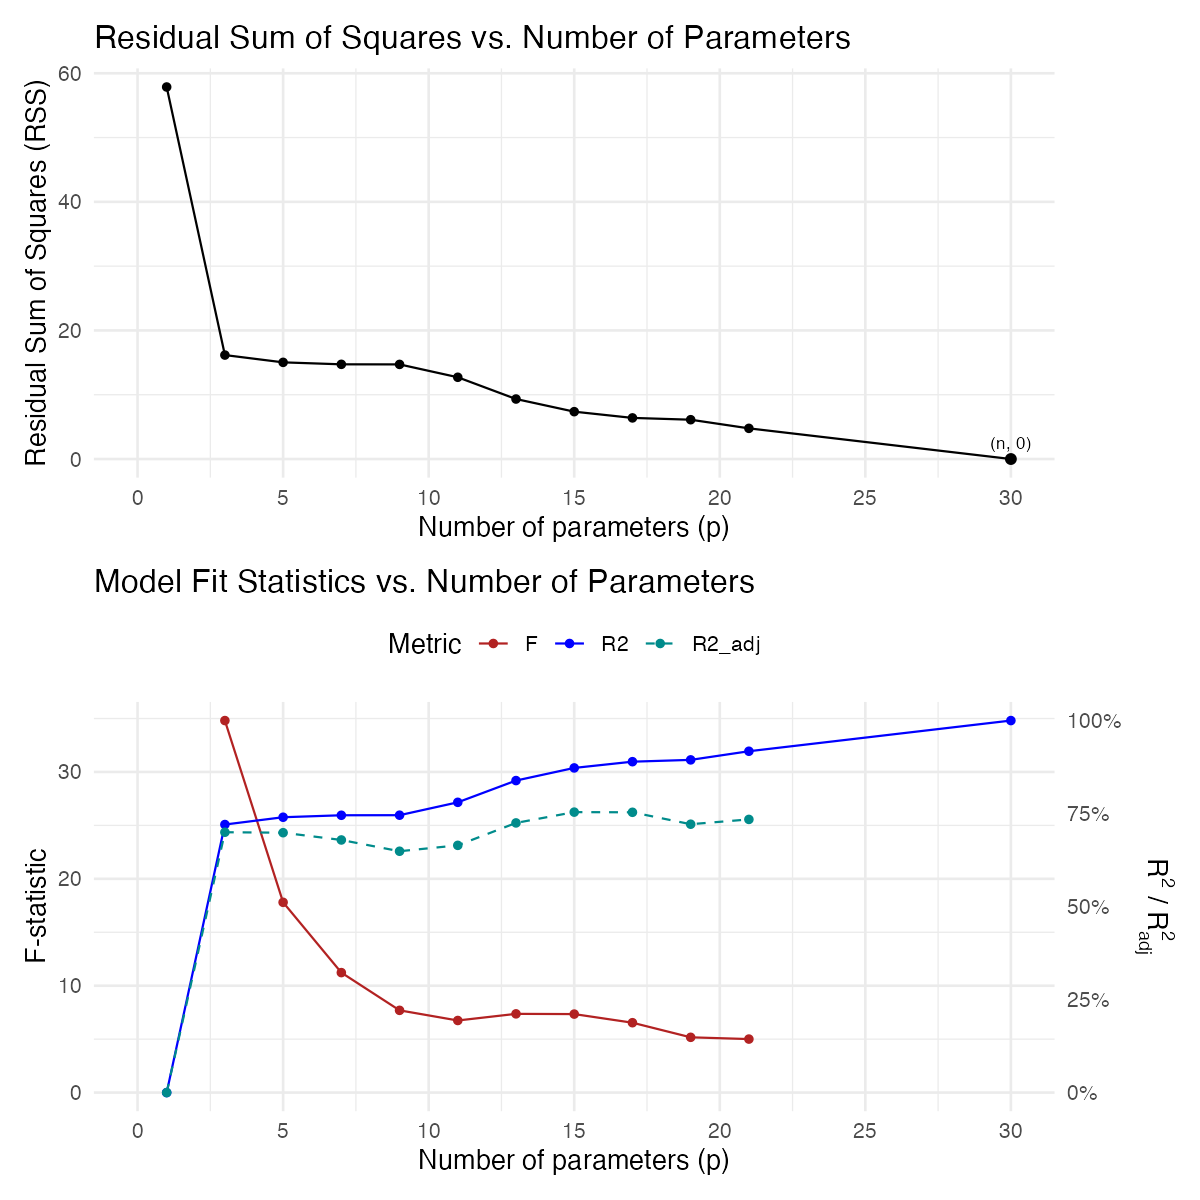 Residual Sum of Squares vs. Number of Parameters
Residual Sum of Squares (RSS)
60
40
20
0
(n, 0)
0 5 10 15 20 25 30
Number of parameters (p)
Model Fit Statistics vs. Number of Parameters
Metric F R2 R2_adj
F-statistic
30
20
10
0
100%
75%
50%
25%
0%
R² / R²adj
0 5 10 15 20 25 30
Number of parameters (p)